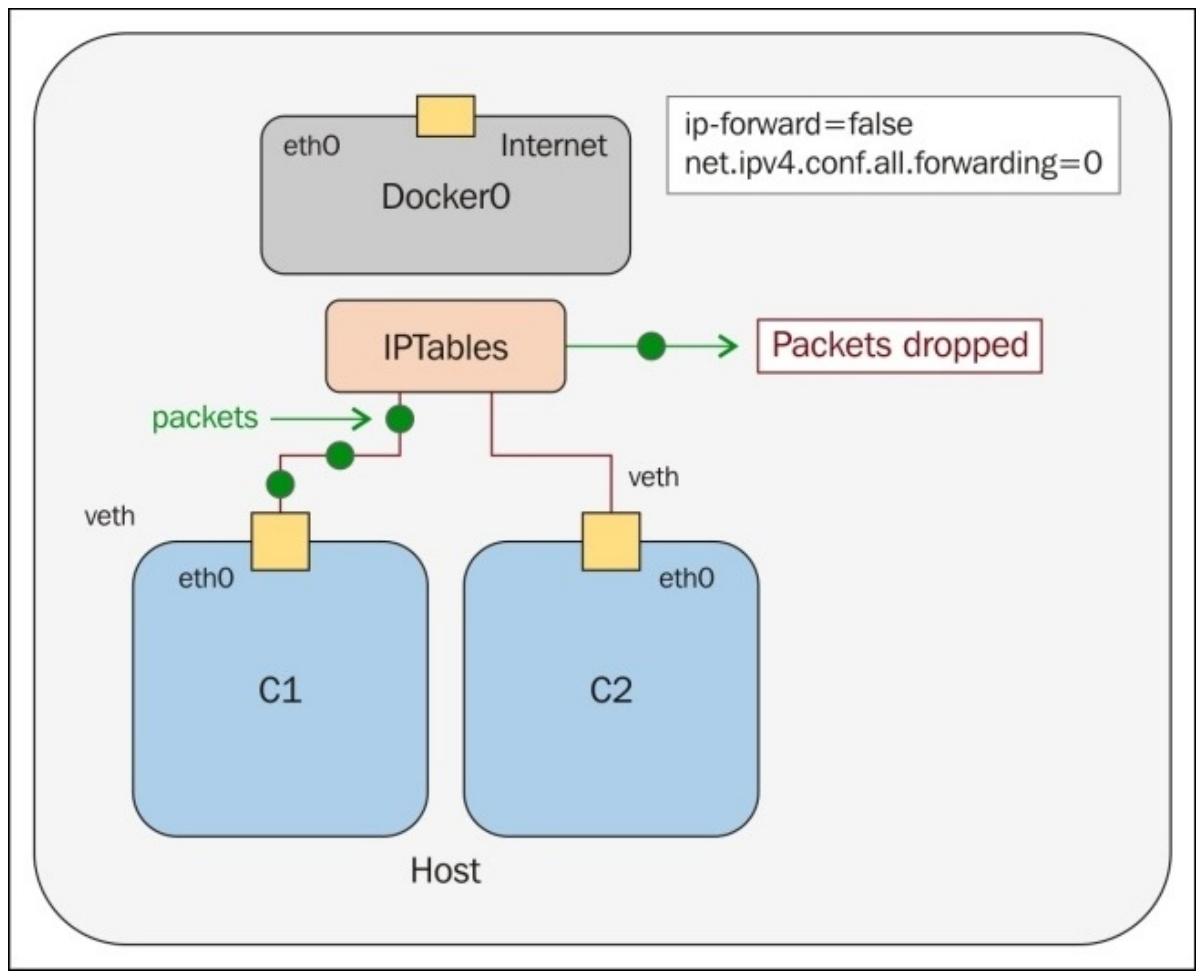 eth0
Internet
Docker0
ip-forward=false
net.ipv4.conf.all.forwarding=0
IPTables
Packets dropped
packets
veth
veth
eth0
eth0
C1
C2
Host